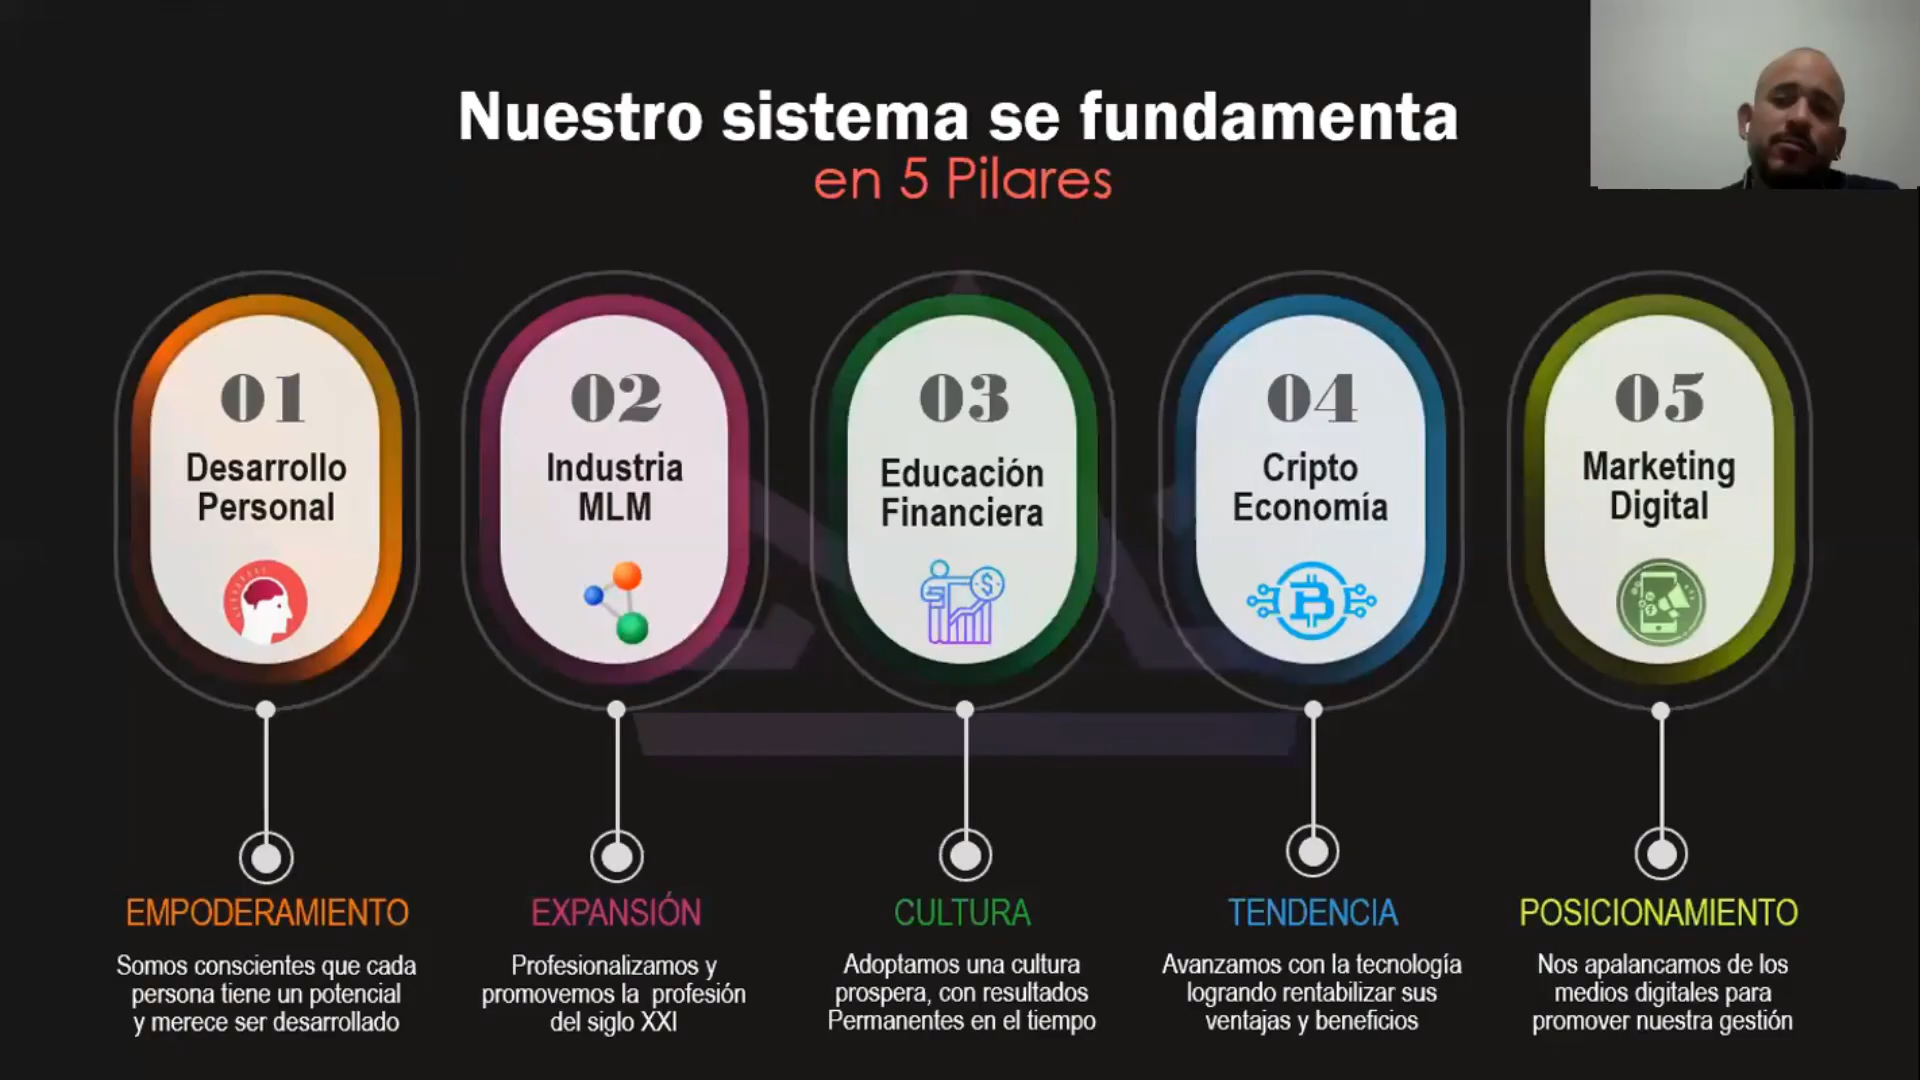 Nuestro sistema se fundamenta
en 5 Pilares
01
Desarrollo
Personal
02
Industria
MLM
03
Educación
Financiera
04
Cripto
Economía
05
Marketing
Digital
EMPODERAMIENTO
Somos conscientes que cada
persona tiene un potencial
y merece ser desarrollado
EXPANSIÓN
Profesionalizamos y
promovemos la profesión
del siglo XXI
CULTURA
Adoptamos una cultura
prospera, con resultados
Permanentes en el tiempo
TENDENCIA
Avanzamos con la tecnología
logrando rentabilizar sus
ventajas y beneficios
POSICIONAMIENTO
Nos apalancamos de los
medios digitales para
promover nuestra gestión